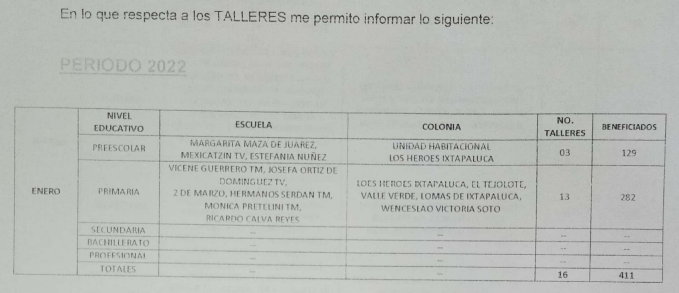 En lo que respecta a los TALLERES me permito informar lo siguiente:
PERIODO 2022
NIVEL EDUCATIVO ESCUELA COLONIA NO. TALLERES BENEFICIADOS
ENERO
PREESCOLAR
MARGARITA MAZA DE JUAREZ,
MEXICATZIN TV, ESTEFANIA NUÑEZ
UNIDAD HABITACIONAL
LOS HEROES IXTAPALUCA
03
129
PRIMARIA
VICENE GUERRERO TM, JOSEFA ORTIZ DE
DOMINGUEZ TV,
2 DE MARZO, HERMANOS SERDAN TM,
MONICA PRETELINI TM,
RICARDO CALVA REYES
LOES HEROES IXTAPALUCA, EL TEJOLOTE,
VALLE VERDE, LOMAS DE IXTAPALUCA,
WENCESLAO VICTORIA SOTO
13
282
SECUNDARIA -- -- -- --
BACHILLERATO -- -- -- --
PROFESIONAL -- -- -- --
TOTALES -- -- 16 411